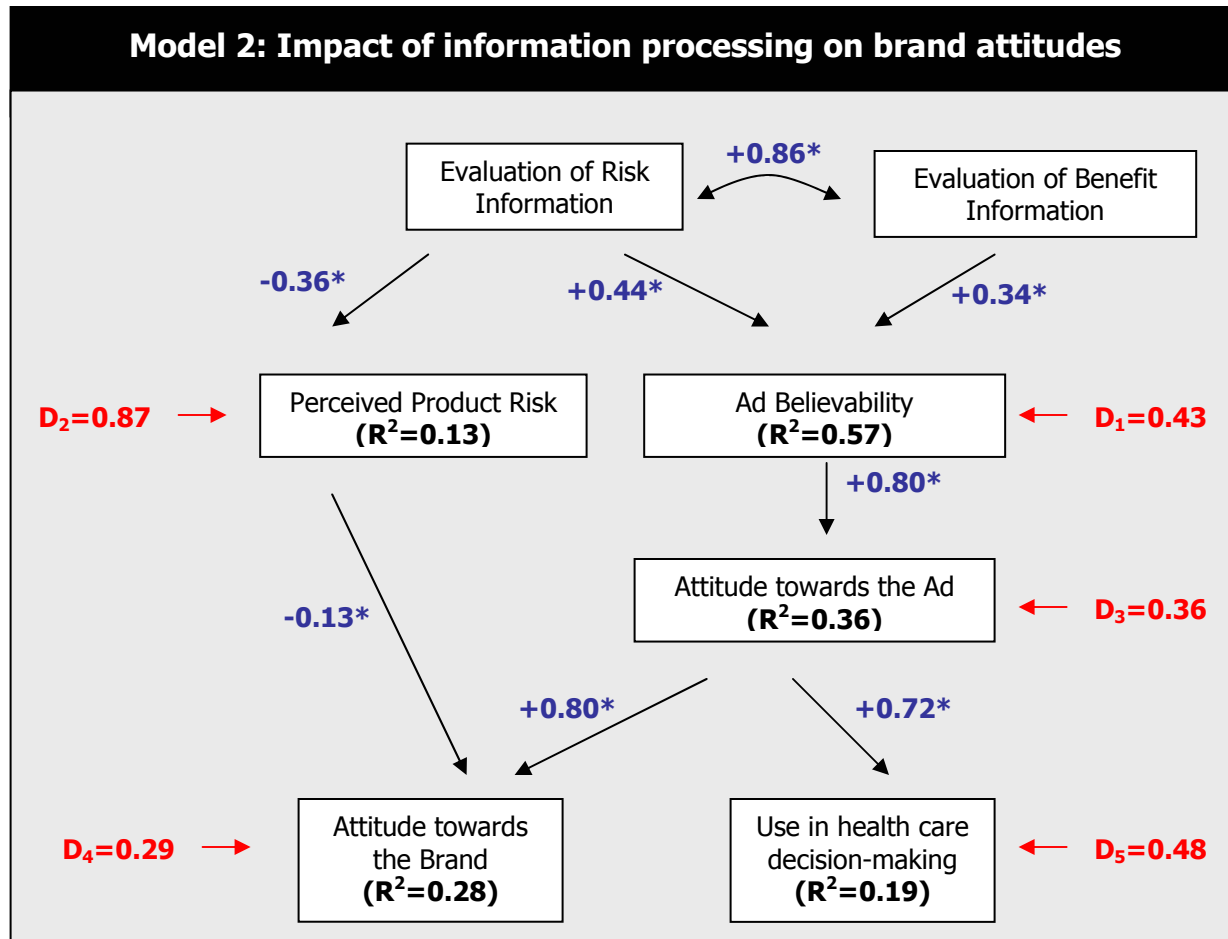 Model 2: Impact of information processing on brand attitudes
+0.86*
Evaluation of Risk
Information
Evaluation of Benefit
Information
-0.36*
+0.44*
+0.34*
D₂=0.87
Perceived Product Risk
(R²=0.13)
Ad Believability
(R²=0.57)
D₁=0.43
+0.80*
Attitude towards the Ad
(R²=0.36)
D₃=0.36
-0.13*
+0.80*
+0.72*
D₄=0.29
Attitude towards
the Brand
(R²=0.28)
Use in health care
decision-making
(R²=0.19)
D₅=0.48